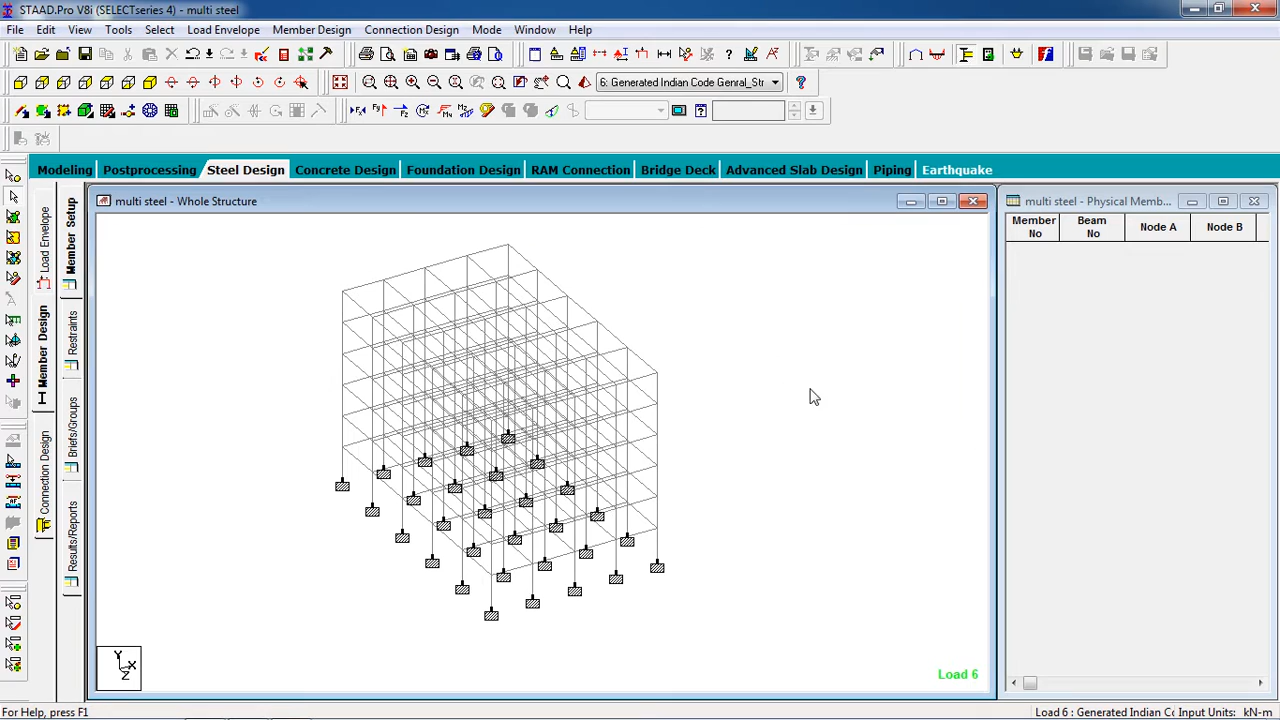 STAAD.Pro V8i (SELECTseries 4) - multi steel
File Edit View Tools Select Load Envelope Member Design Connection Design Mode Window Help
6: Generated Indian Code Genral_Str
Modeling Postprocessing Steel Design Concrete Design Foundation Design RAM Connection Bridge Deck Advanced Slab Design Piping Earthquake
Load Envelope
Member Design
Connection Design
Member Setup
Restraints
Briefs/Groups
Results/Reports
multi steel - Whole Structure
multi steel - Physical Memb...
Member No Beam No Node A Node B
Y
X
Z
Load 6
For Help, press F1
Load 6 : Generated Indian Cc Input Units: kN-m